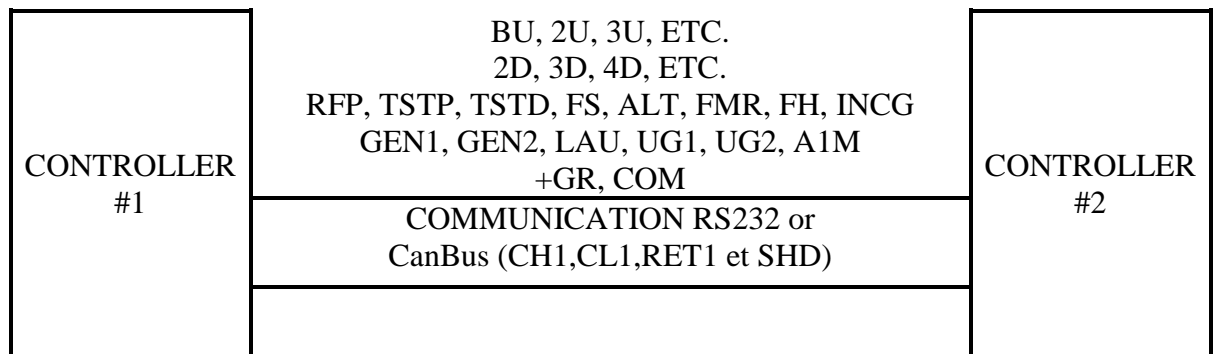 BU, 2U, 3U, ETC.
2D, 3D, 4D, ETC.
RFP, TSTP, TSTD, FS, ALT, FMR, FH, INCG
GEN1, GEN2, LAU, UG1, UG2, A1M
+GR, COM
CONTROLLER
#1
COMMUNICATION RS232 or
CanBus (CH1,CL1,RET1 et SHD)
CONTROLLER
#2